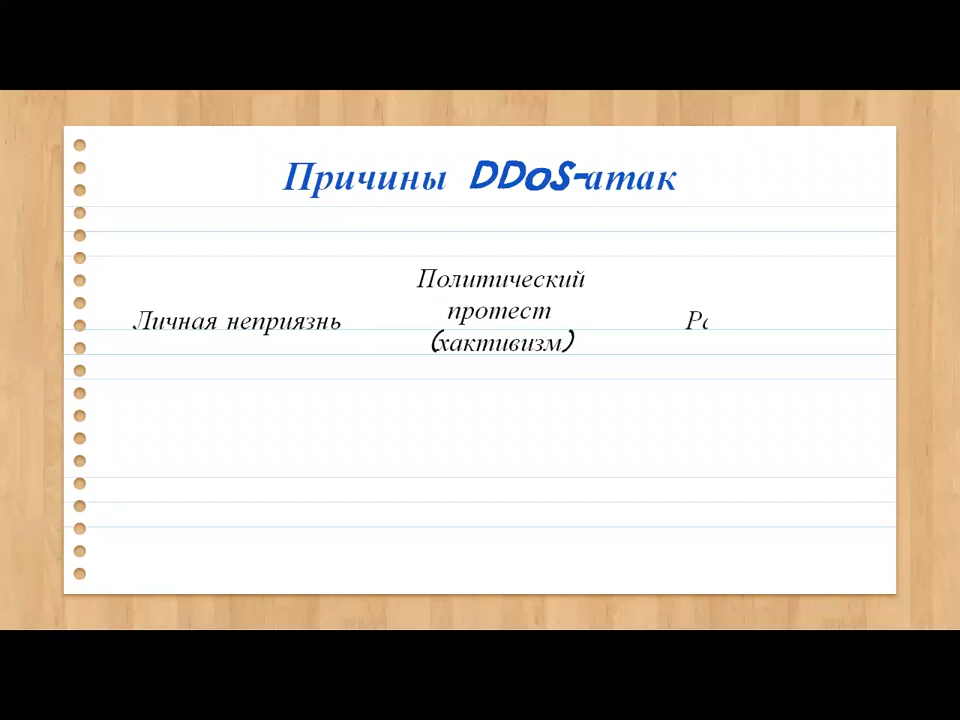 Причины DDoS-атак
Личная неприязнь
Политический
протест
(хактивизм)